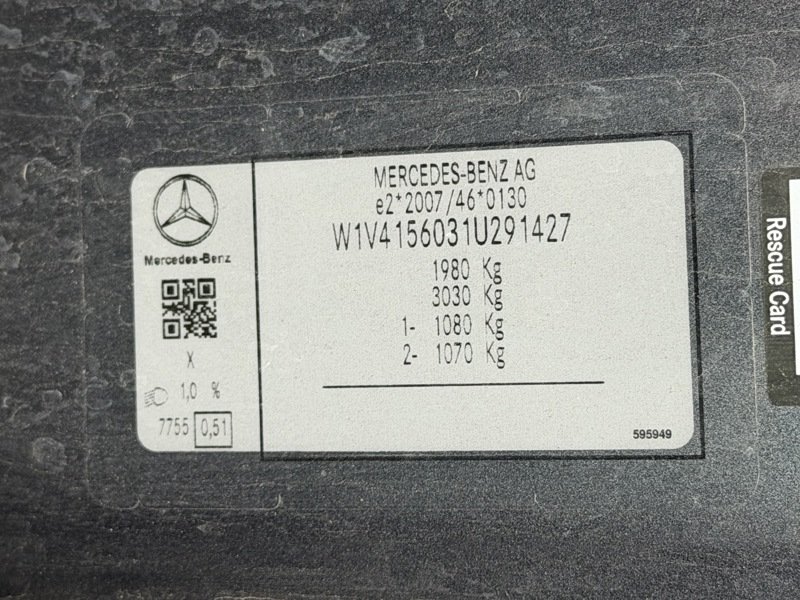 MERCEDES-BENZ AG
e2*2007/46*0130
W1V4156031U291427
1980 Kg
3030 Kg
1- 1080 Kg
2- 1070 Kg
595949
Mercedes-Benz
X
1,0 %
7755 0,51
Rescue Card